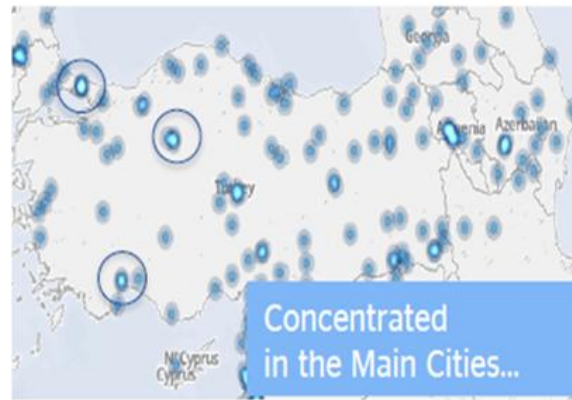 Georgia
Armenia
Azerbaijan
Turkey
N. Cyprus
Cyprus
Concentrated
in the Main Cities...